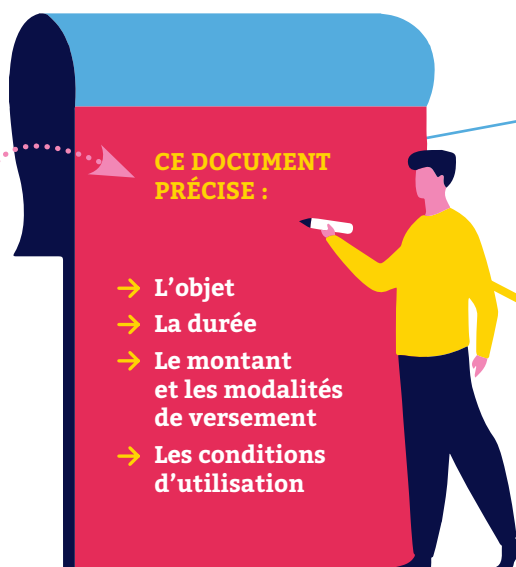 CE DOCUMENT
PRÉCISE :
→ L’objet
→ La durée
→ Le montant
et les modalités
de versement
→ Les conditions
d’utilisation